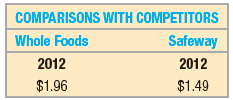 COMPARISONS WITH COMPETITORS
Whole Foods Safeway
2012 2012
$1.96 $1.49